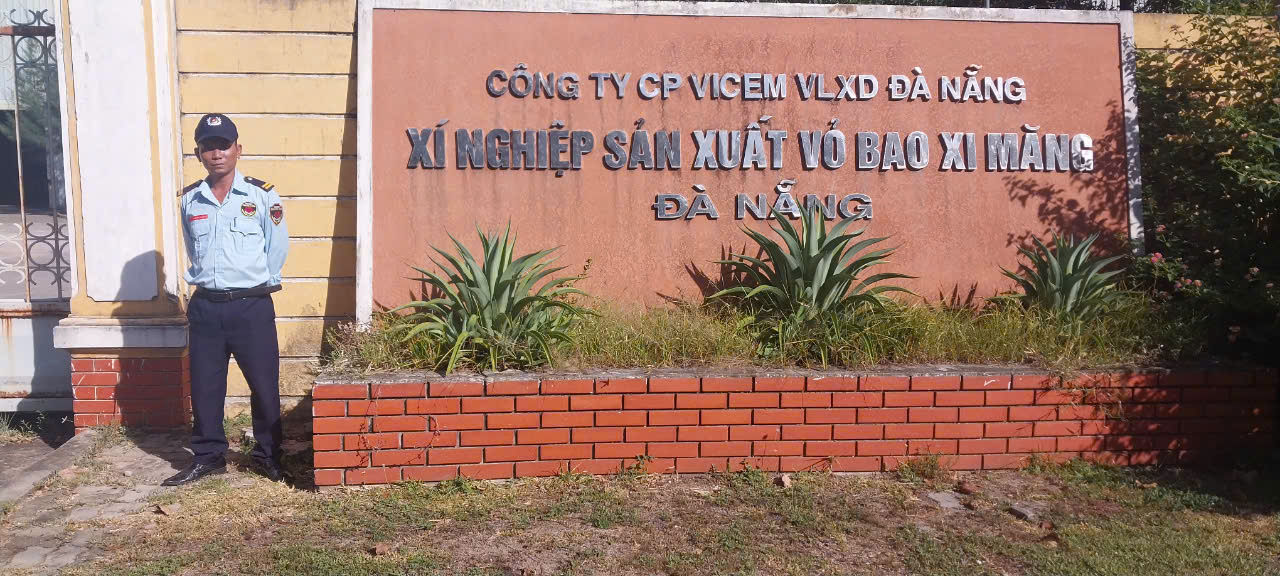 CÔNG TY CP VICEM VLXD ĐÀ NẴNG
XÍ NGHIỆP SẢN XUẤT VỎ BAO XI MĂNG
ĐÀ NẴNG